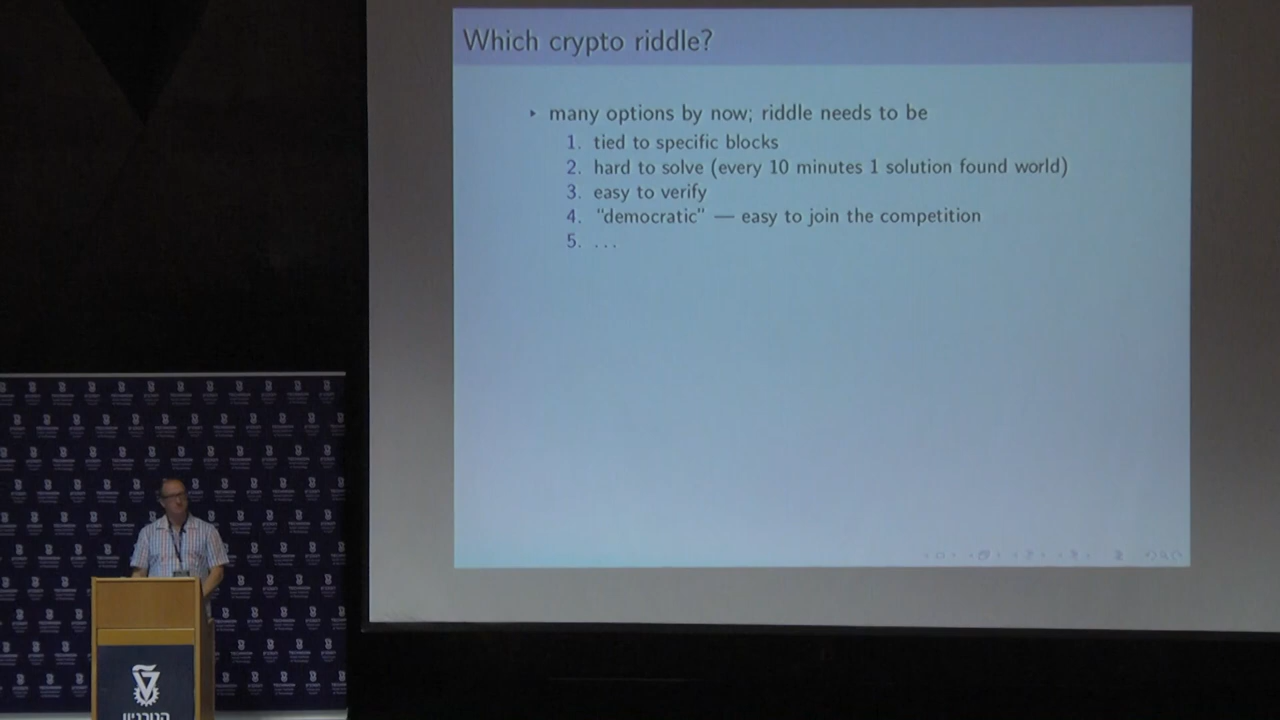 Which crypto riddle?
‣ many options by now; riddle needs to be
1. tied to specific blocks
2. hard to solve (every 10 minutes 1 solution found world)
3. easy to verify
4. "democratic" — easy to join the competition
5. ...
TECHNION
הטכניון